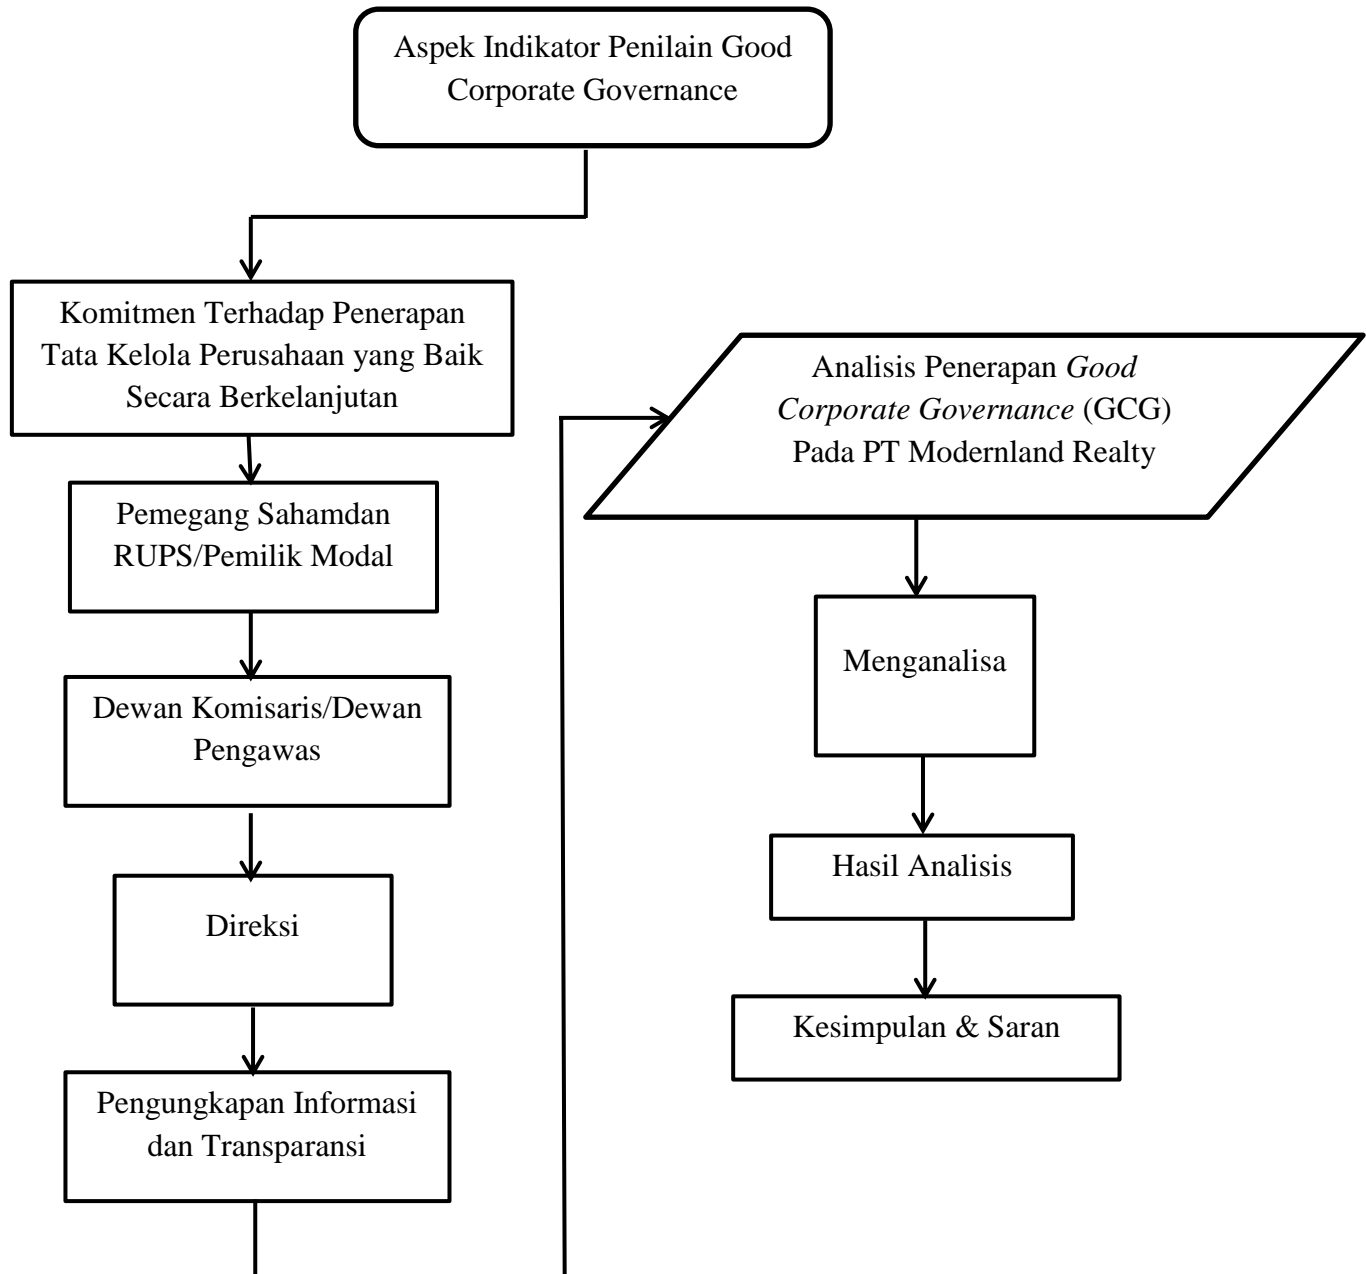 Aspek Indikator Penilain Good
Corporate Governance
Komitmen Terhadap Penerapan
Tata Kelola Perusahaan yang Baik
Secara Berkelanjutan
Pemegang Sahamdan
RUPS/Pemilik Modal
Dewan Komisaris/Dewan
Pengawas
Direksi
Pengungkapan Informasi
dan Transparansi
Analisis Penerapan Good
Corporate Governance (GCG)
Pada PT Modernland Realty
Menganalisa
Hasil Analisis
Kesimpulan & Saran